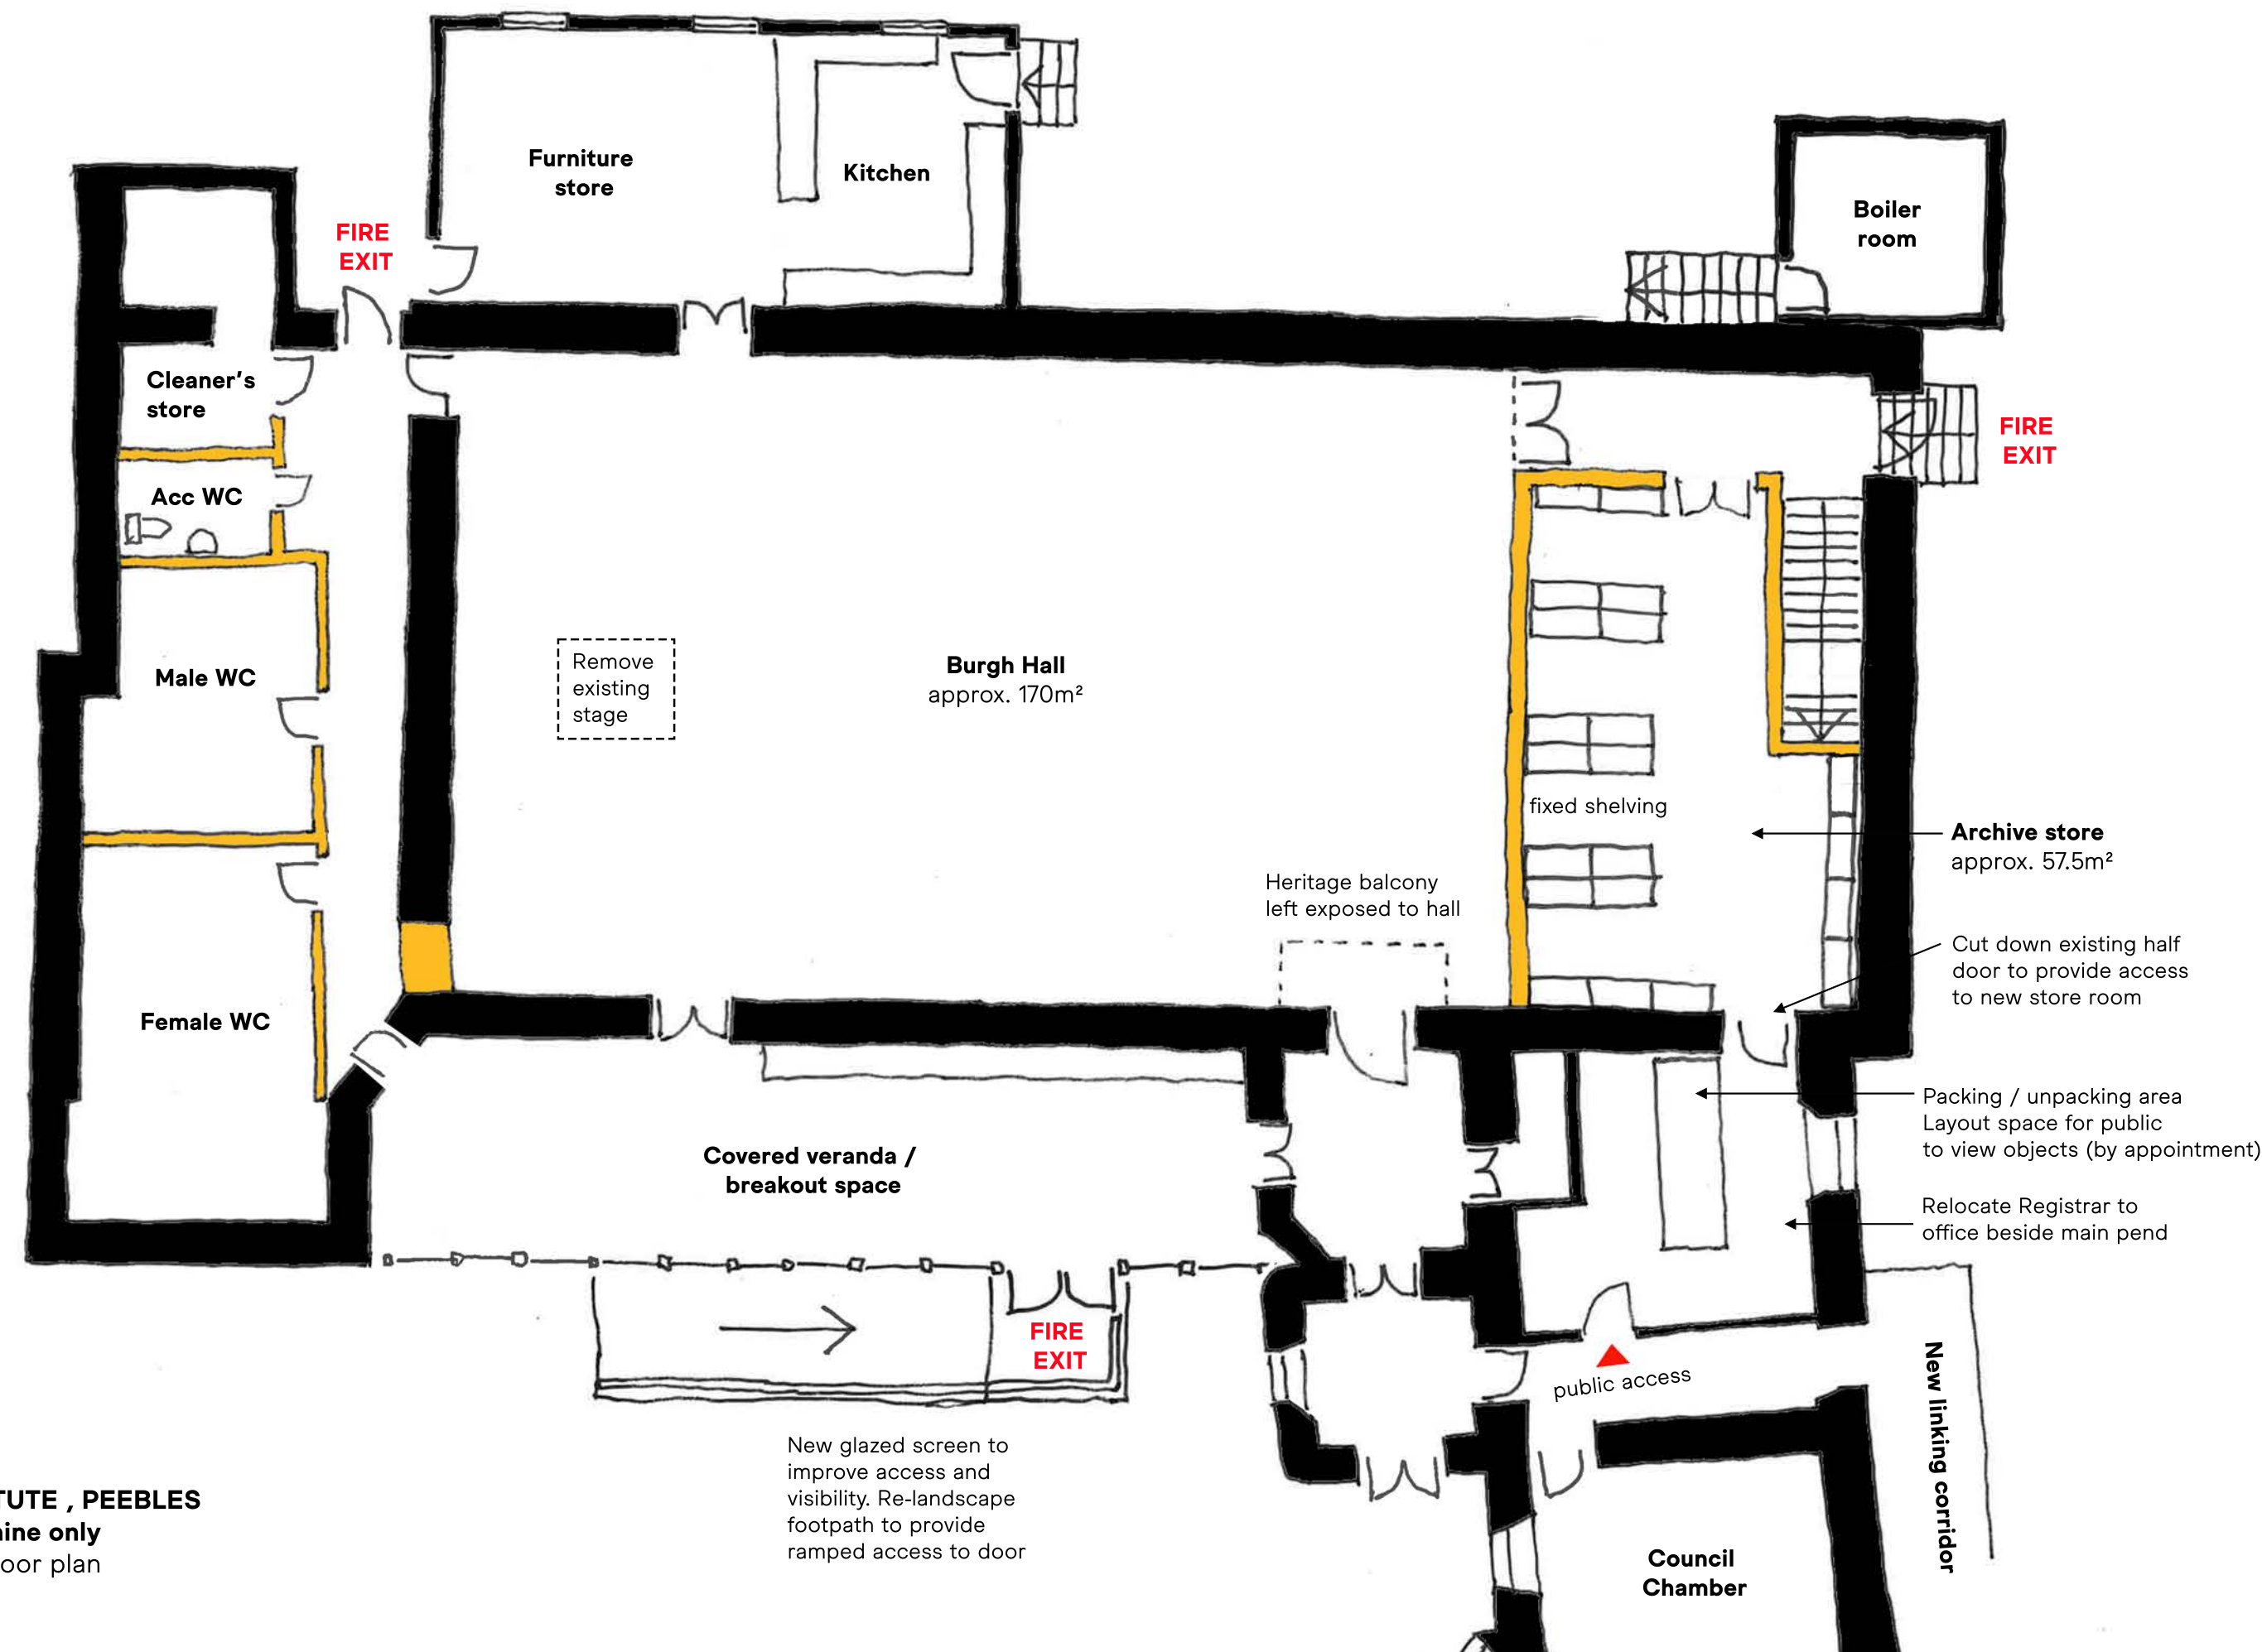 Furniture
store
Kitchen
Boiler
room
FIRE
EXIT
Cleaner's
store
FIRE
EXIT
Acc WC
Remove
existing
stage
Burgh Hall
approx. 170m²
Male WC
fixed shelving
Archive store
approx. 57.5m²
Heritage balcony
left exposed to hall
Cut down existing half
door to provide access
to new store room
Female WC
Packing / unpacking area
Layout space for public
to view objects (by appointment)
Covered veranda /
breakout space
Relocate Registrar to
office beside main pend
FIRE
EXIT
public access
New linking corridor
New glazed screen to
improve access and
visibility. Re-landscape
footpath to provide
ramped access to door
TUTE , PEEBLES
nine only
oor plan
Council
Chamber